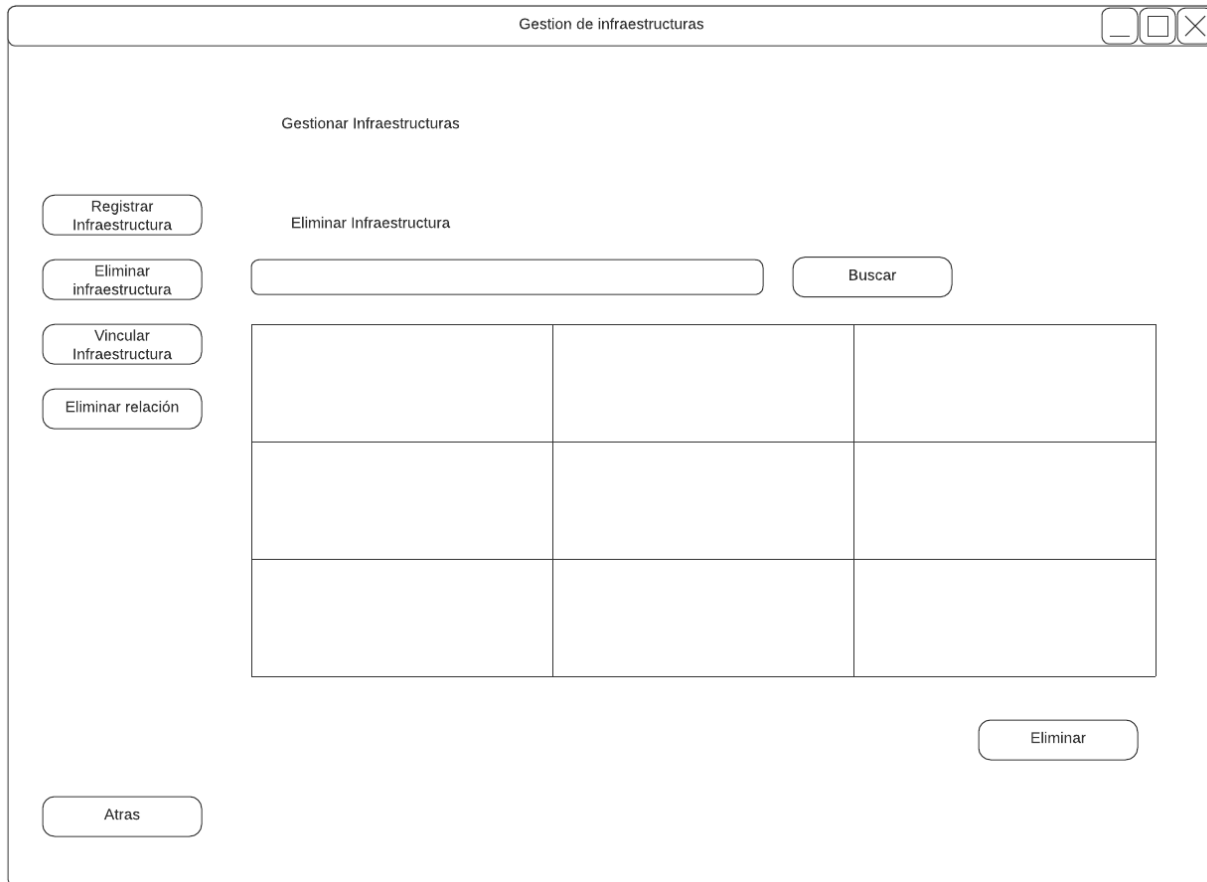 Gestion de infraestructuras
Gestionar Infraestructuras
Registrar
Infraestructura
Eliminar Infraestructura
Eliminar
infraestructura
Buscar
Vincular
Infraestructura
Eliminar relación
Eliminar
Atras